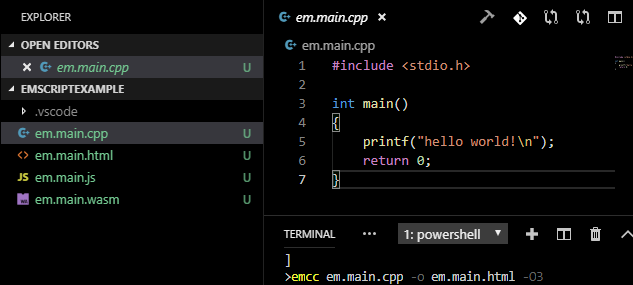 EXPLORER
OPEN EDITORS
em.main.cpp U
EMSCRIPTEXAMPLE
.vscode
em.main.cpp U
em.main.html U
JS em.main.js U
em.main.wasm U
em.main.cpp
em.main.cpp
1 #include <stdio.h>
2
3 int main()
4 {
5 printf("hello world!\n");
6 return 0;
7 }
TERMINAL ••• 1: powershell
]
>emcc em.main.cpp -o em.main.html -O3